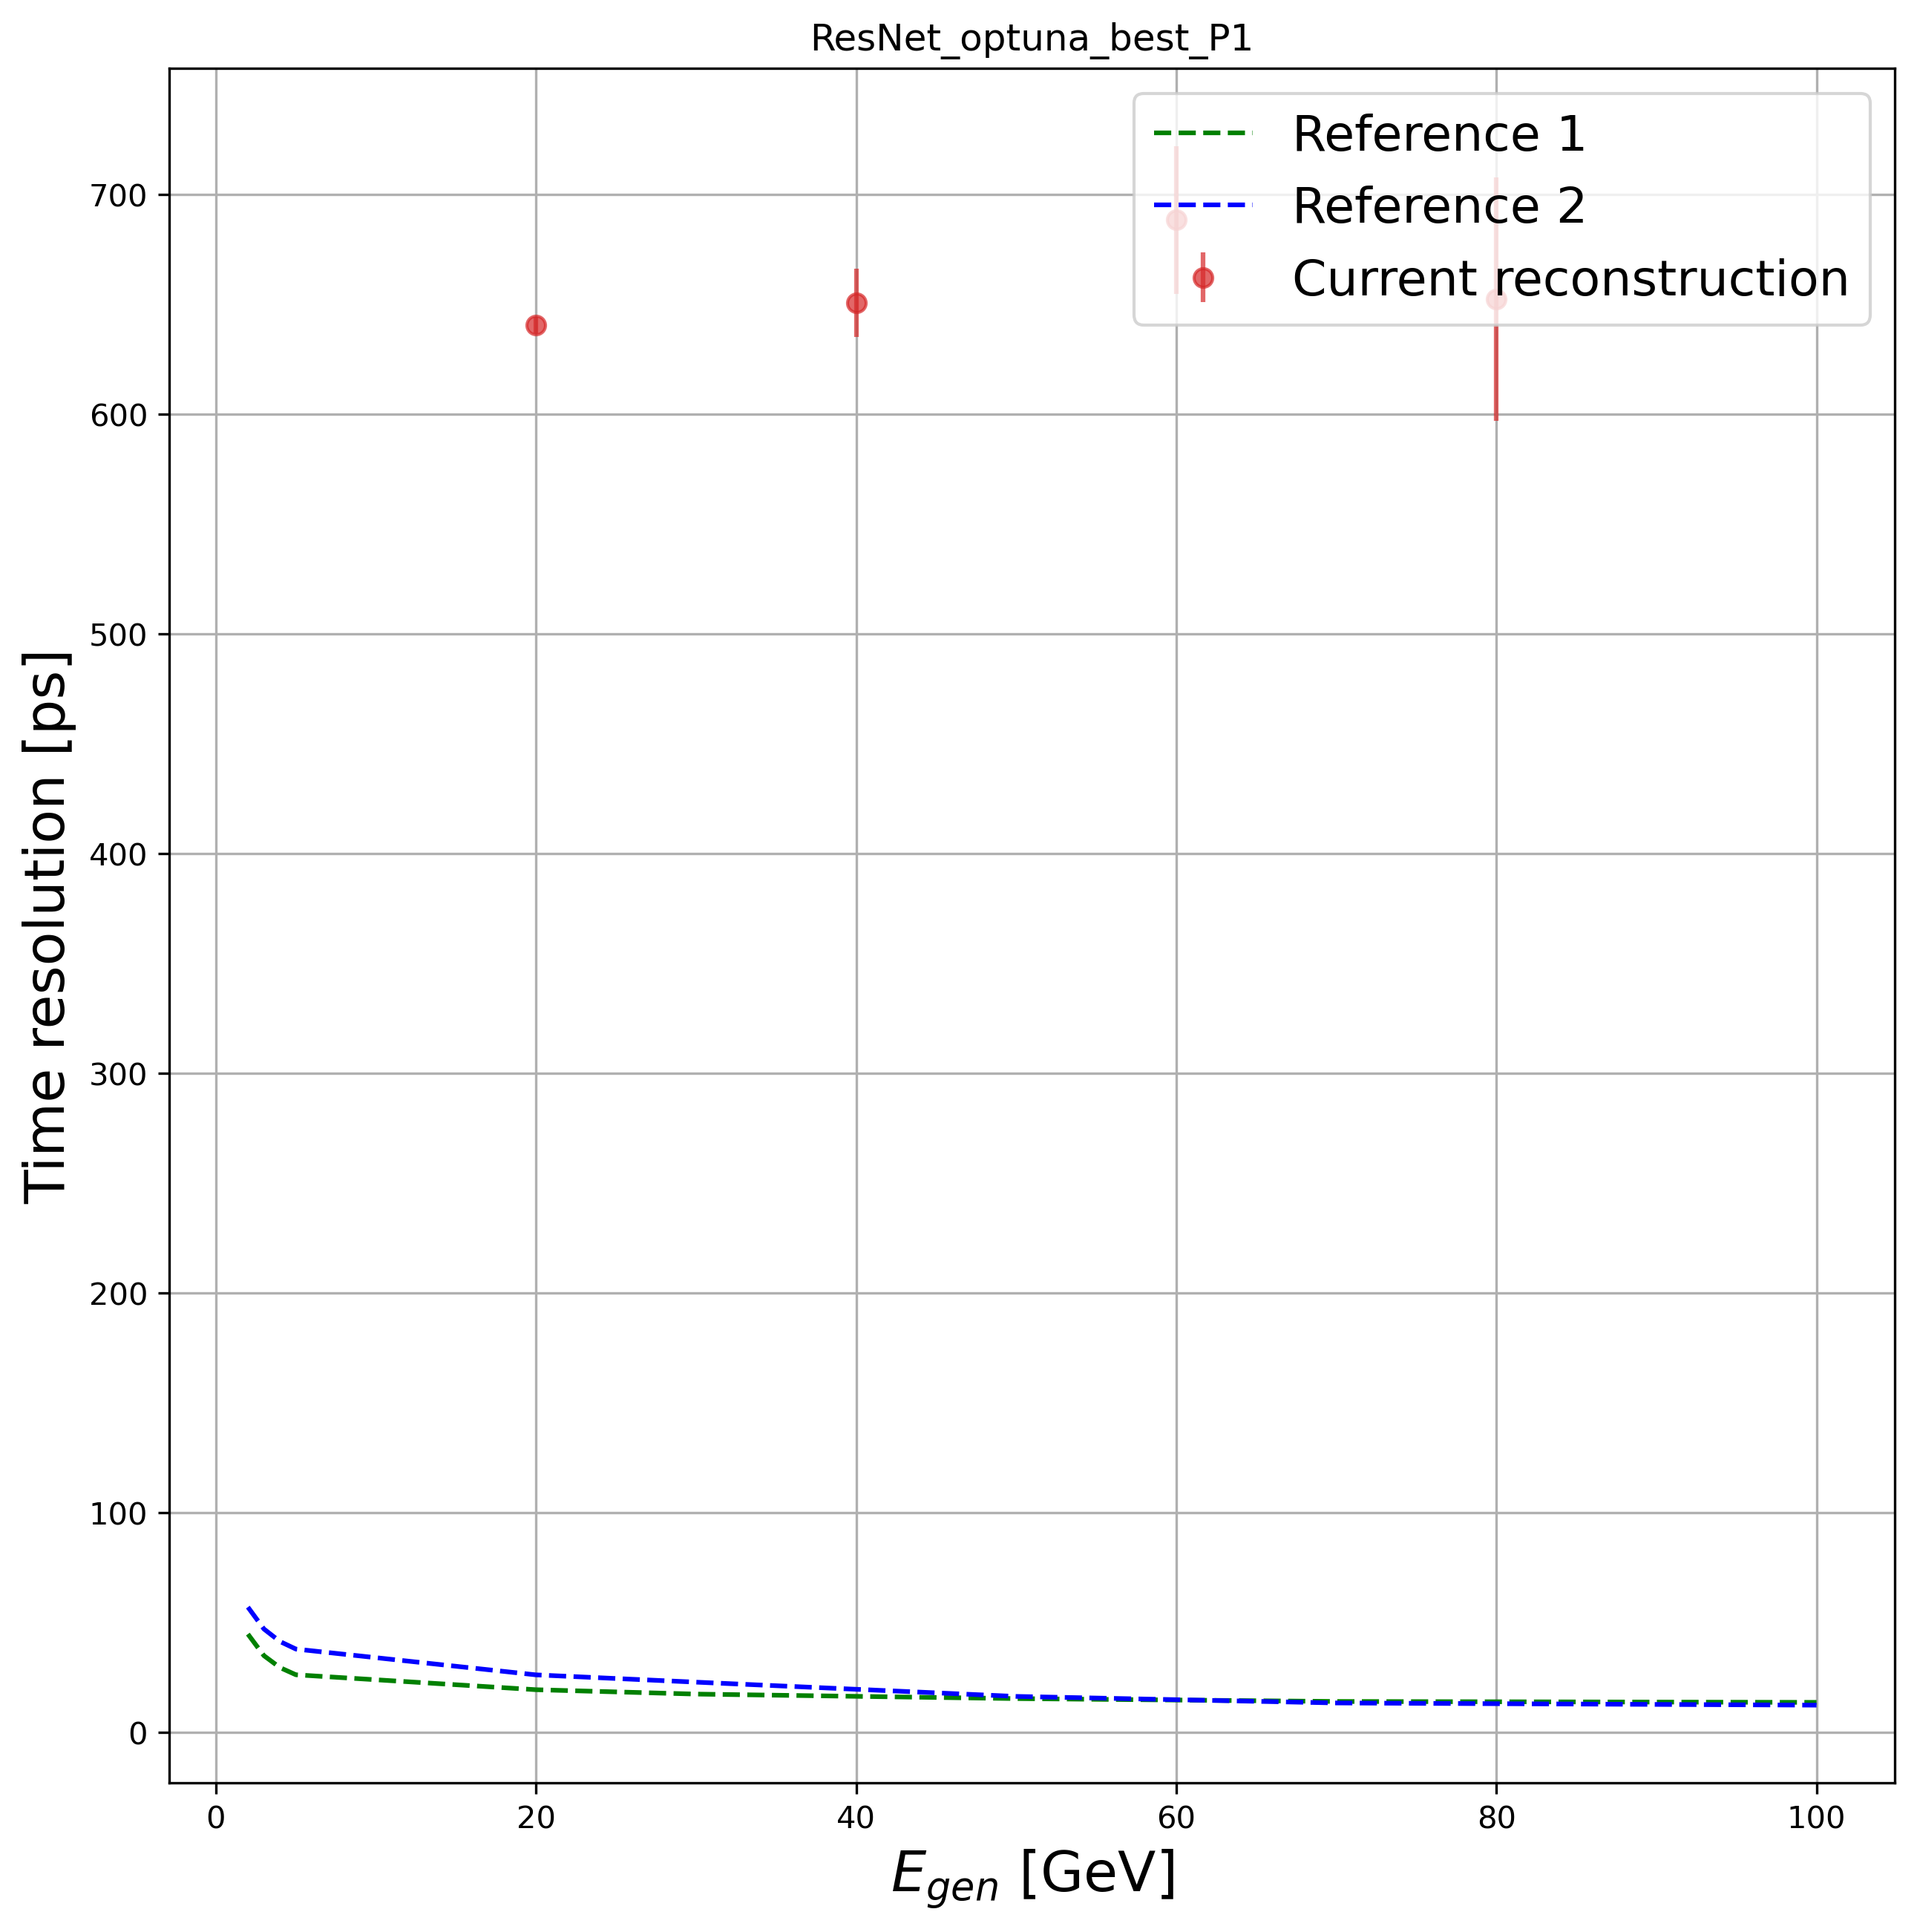 ResNet_optuna_best_P1
Reference 1
Reference 2
Current reconstruction
700
600
500
400
300
200
100
0
Time resolution [ps]
0 20 40 60 80 100
E_gen [GeV]